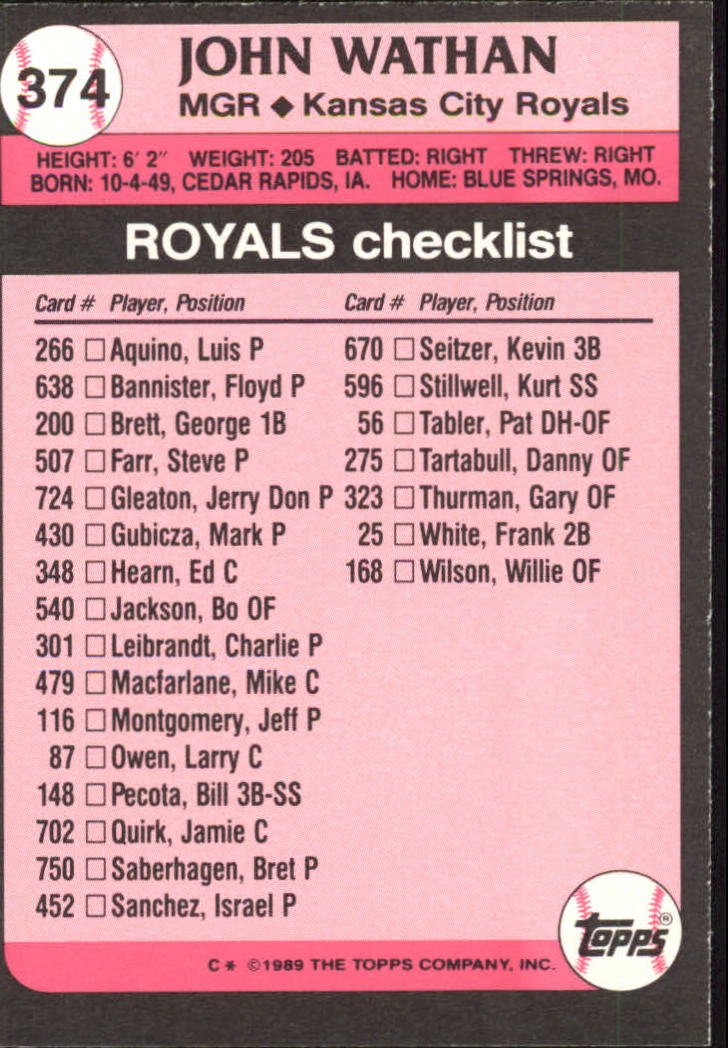 374
JOHN WATHAN
MGR ◆ Kansas City Royals
HEIGHT: 6' 2" WEIGHT: 205 BATTED: RIGHT THREW: RIGHT
BORN: 10-4-49, CEDAR RAPIDS, IA. HOME: BLUE SPRINGS, MO.
ROYALS checklist
Card # Player, Position
266 □ Aquino, Luis P
638 □ Bannister, Floyd P
200 □ Brett, George 1B
507 □ Farr, Steve P
724 □ Gleaton, Jerry Don P
430 □ Gubicza, Mark P
348 □ Hearn, Ed C
540 □ Jackson, Bo OF
301 □ Leibrandt, Charlie P
479 □ Macfarlane, Mike C
116 □ Montgomery, Jeff P
87 □ Owen, Larry C
148 □ Pecota, Bill 3B-SS
702 □ Quirk, Jamie C
750 □ Saberhagen, Bret P
452 □ Sanchez, Israel P
Card # Player, Position
670 □ Seitzer, Kevin 3B
596 □ Stillwell, Kurt SS
56 □ Tabler, Pat DH-OF
275 □ Tartabull, Danny OF
323 □ Thurman, Gary OF
25 □ White, Frank 2B
168 □ Wilson, Willie OF
TOPPS®
C * ©1989 THE TOPPS COMPANY, INC.